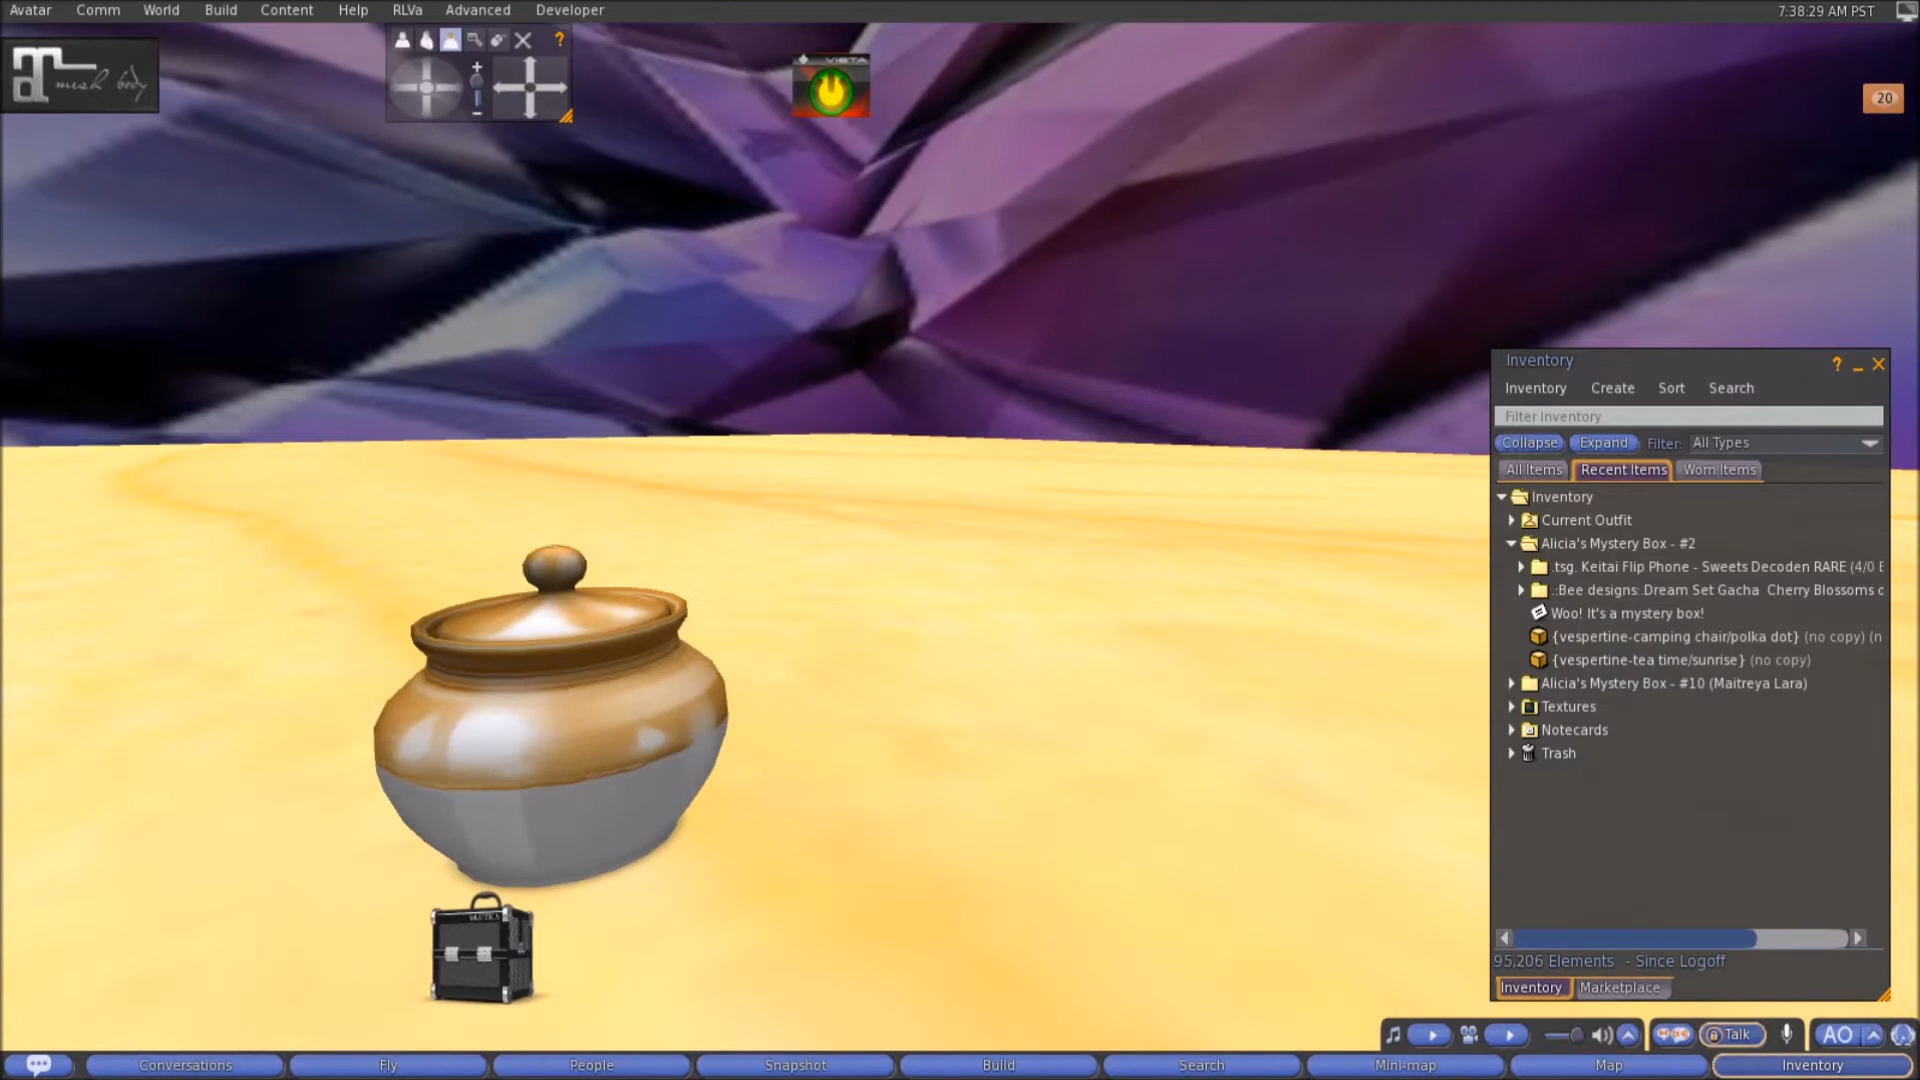 Avatar Comm World Build Content Help RLVa Advanced Developer 7:38:29 AM PST
mesh body
?
VISTA
20
Inventory ?
Inventory Create Sort Search
Filter Inventory
Collapse Expand Filter: All Types
All Items Recent Items Worn Items
Inventory
Current Outfit
Alicia's Mystery Box - #2
.tsg. Keitai Flip Phone - Sweets Decoden RARE (4/0 E
.:Bee designs:.Dream Set Gacha Cherry Blossoms c
Woo! It's a mystery box!
{vespertine-camping chair/polka dot} (no copy) (n
{vespertine-tea time/sunrise} (no copy)
Alicia's Mystery Box - #10 (Maitreya Lara)
Textures
Notecards
Trash
95,206 Elements - Since Logoff
Inventory Marketplace
Talk AO
Conversations Fly People Snapshot Build Search Mini-map Map Inventory